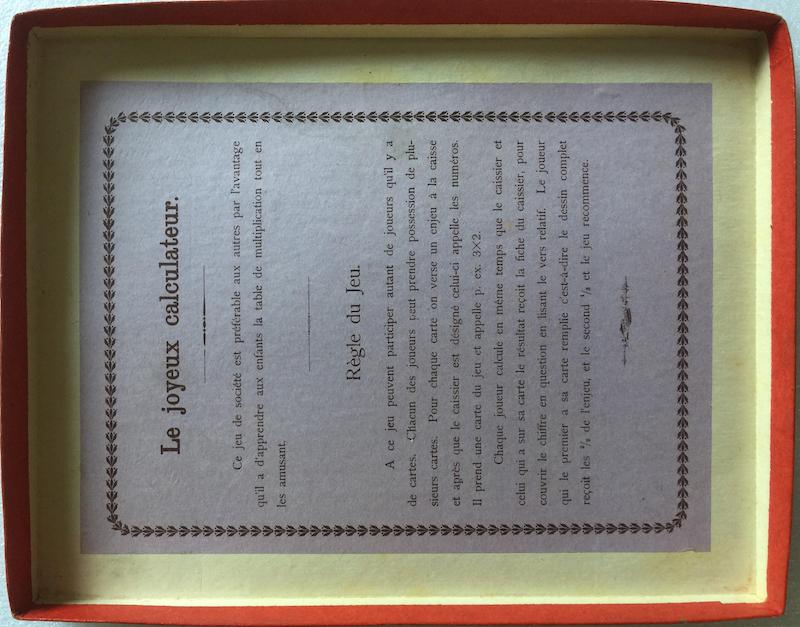 Le joyeux calculateur.
Ce jeu de société est préférable aux autres par l'avantage
qu'il a d'apprendre aux enfants la table de multiplication tout en
les amusant.
Règle du Jeu.
A ce jeu peuvent participer autant de joueurs qu'il y a
de cartes. Chacun des joueurs peut prendre possession de plu-
sieurs cartes. Pour chaque carte on verse un enjeu à la caisse
et après que le caissier est désigné celui-ci appelle les numéros.
Il prend une carte du jeu et appelle p. ex. 3×2.
Chaque joueur calcule en même temps que le caissier et
celui qui a sur sa carte le résultat reçoit la fiche du caissier, pour
couvrir le chiffre en question en lisant le vers relatif. Le joueur
qui le premier a sa carte remplie c'est-à-dire le dessin complet
reçoit les ²/₃ de l'enjeu, et le second ¹/₃ et le jeu recommence.